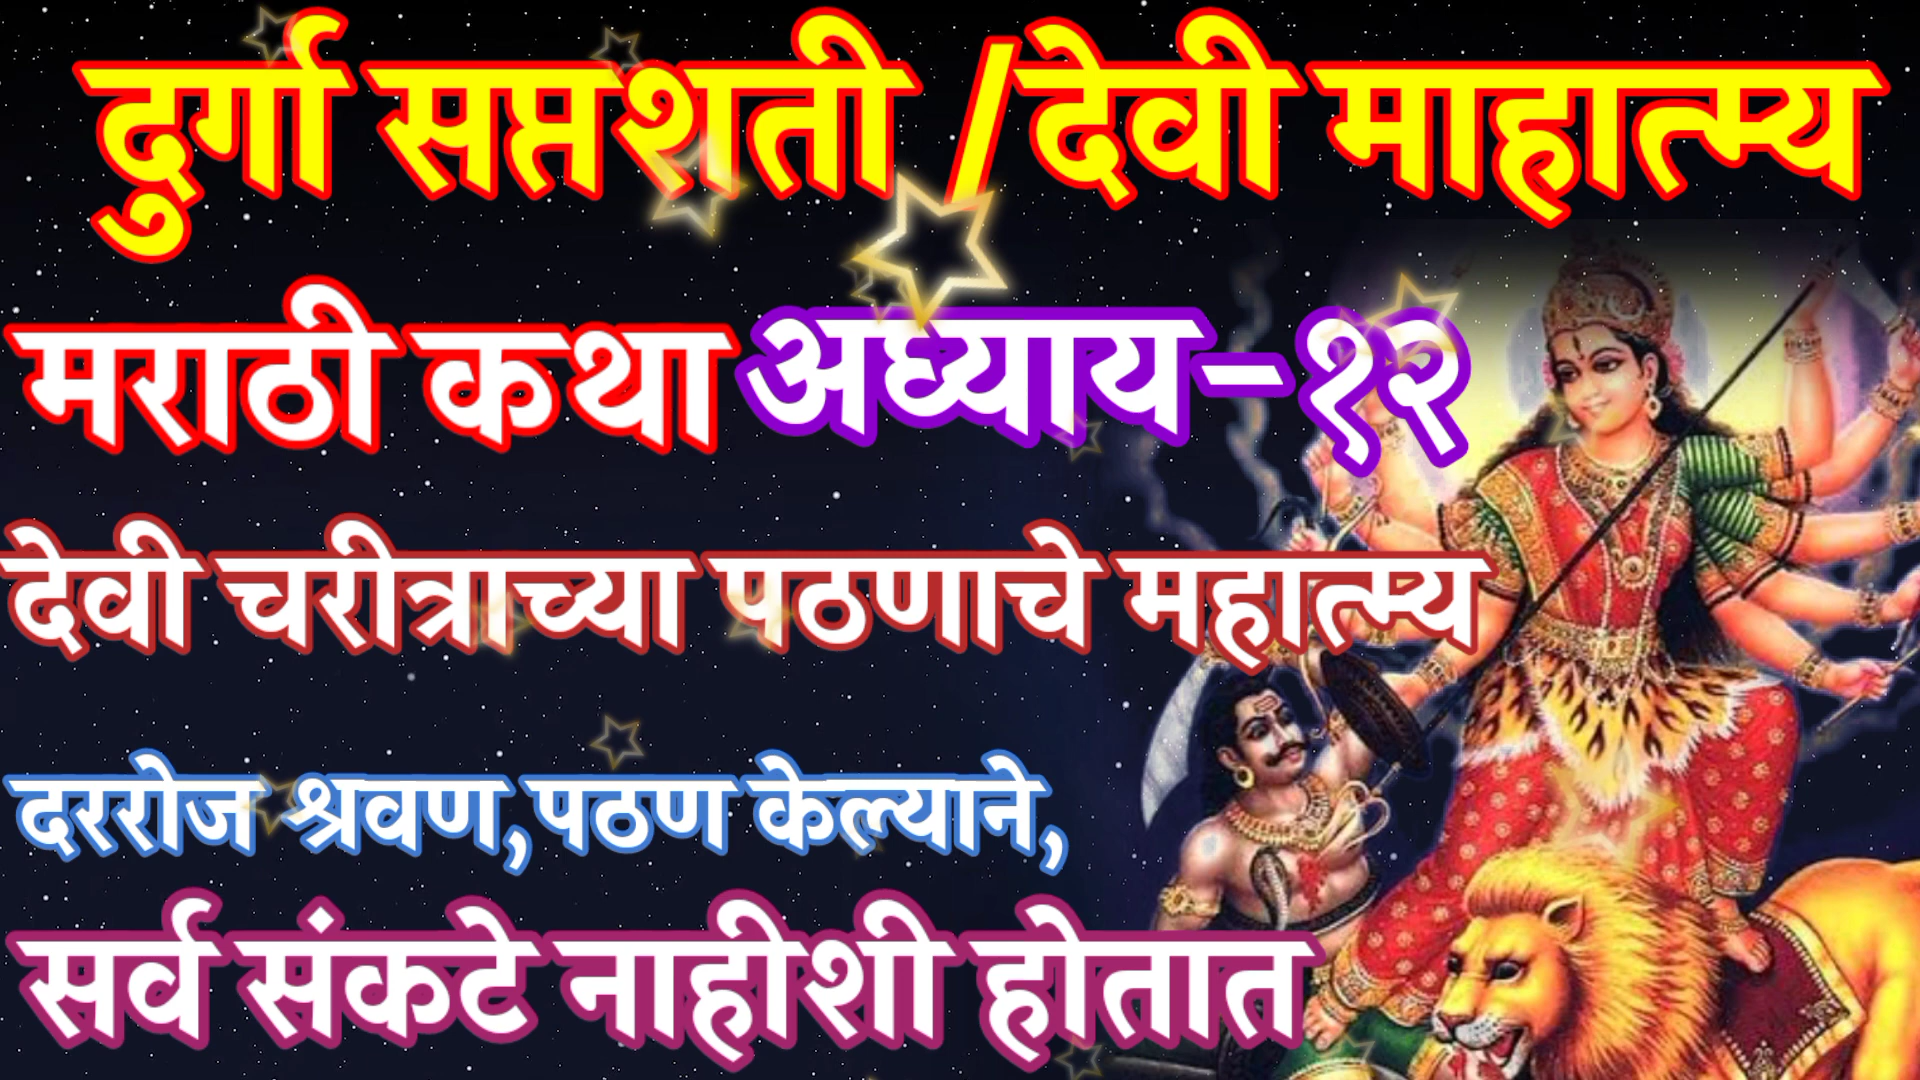 दुर्गा सप्तशती /देवी माहात्म्य
मराठी कथा अध्याय-१२
देवी चरीत्राच्या पठणाचे महात्म्य
दररोज श्रवण,पठण केल्याने,
सर्व संकटे नाहीशी होतात